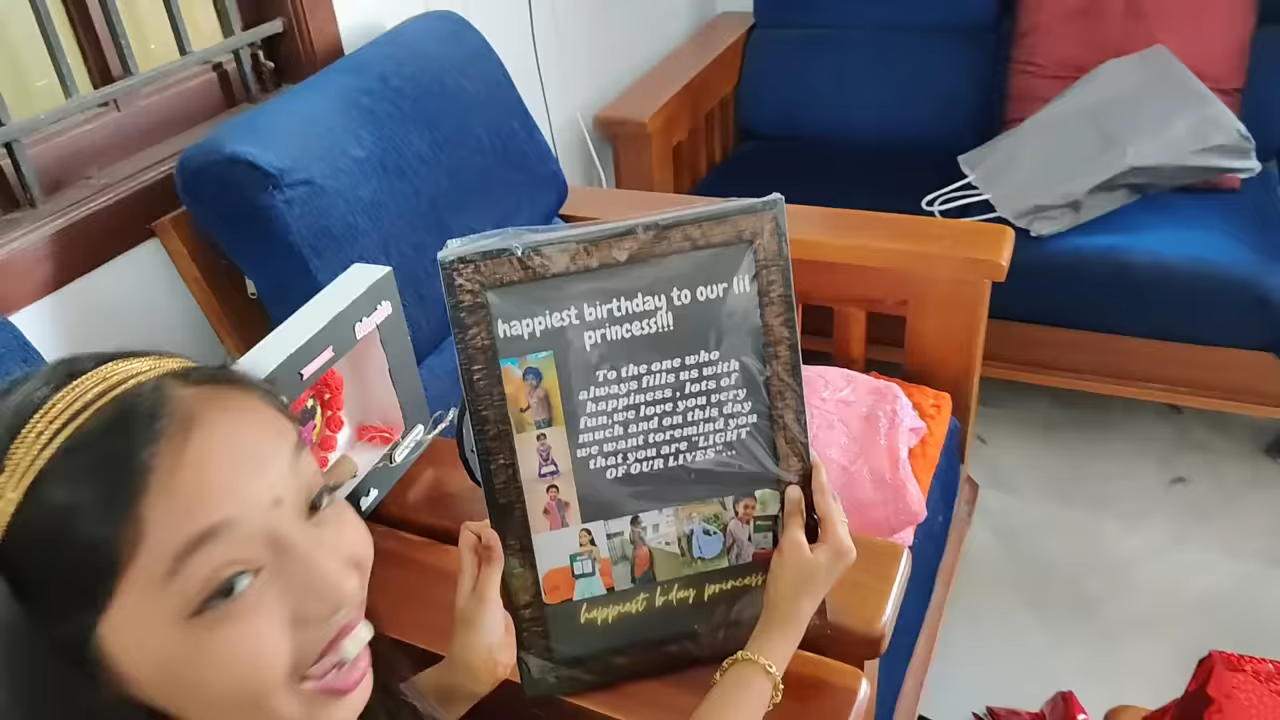 happiest birthday to our lil
princess!!!
To the one who
always fills us with
happiness , lots of
fun,we love you very
much and on this day
we want toremind you
that you are "LIGHT
OF OUR LIVES"...
happiest b'day princess
Adorable